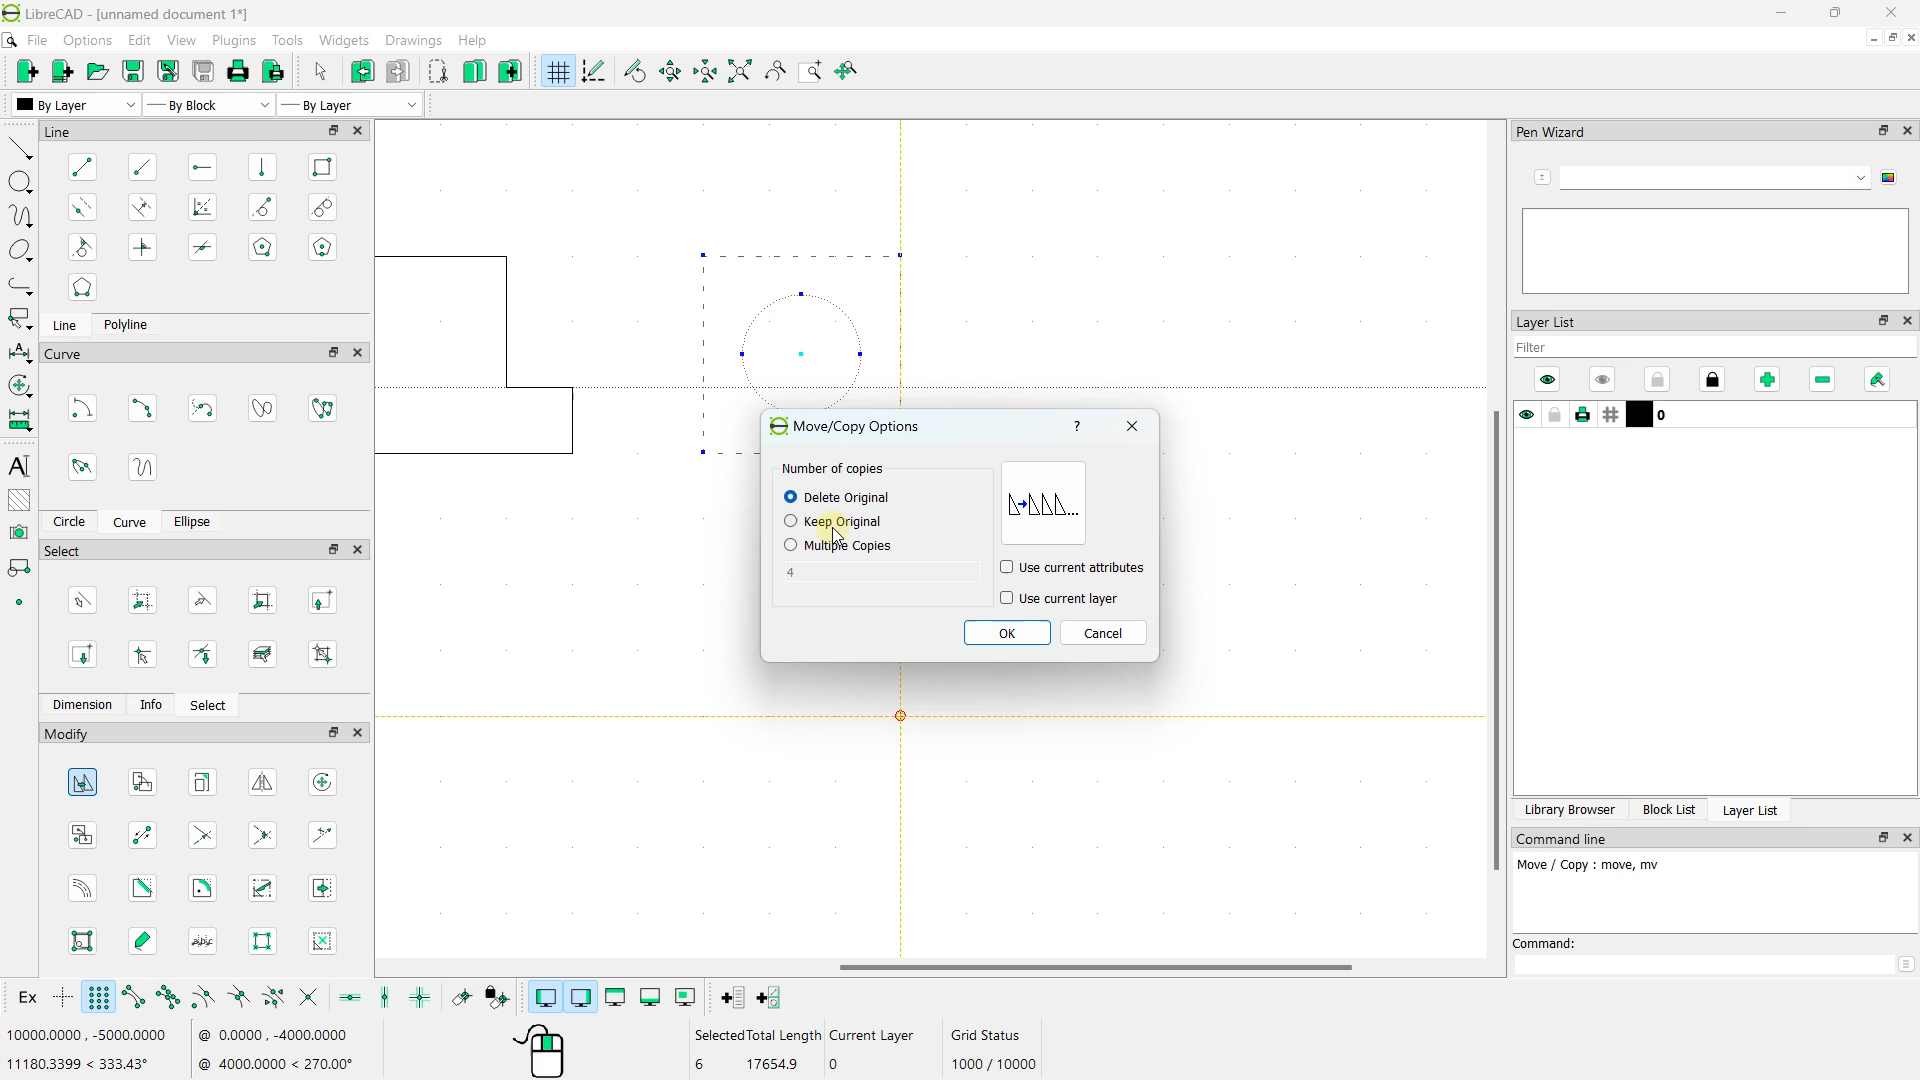 LibreCAD - [unnamed document 1*]
File Options Edit View Plugins Tools Widgets Drawings Help
By Layer By Block By Layer
Line
Line Polyline
Curve
Circle Curve Ellipse
Select
Dimension Info Select
Modify
abc
Move/Copy Options ?
Number of copies
Delete Original
Keep Original
Multiple Copies
4
Use current attributes
Use current layer
OK Cancel
Pen Wizard
Layer List
Filter
0
Library Browser Block List Layer List
Command line
Move / Copy : move, mv
Command:
Ex
10000.0000 , -5000.0000 @ 0.0000 , -4000.0000 Selected Total Length Current Layer Grid Status
11180.3399 < 333.43° @ 4000.0000 < 270.00° 6 17654.9 0 1000 / 10000